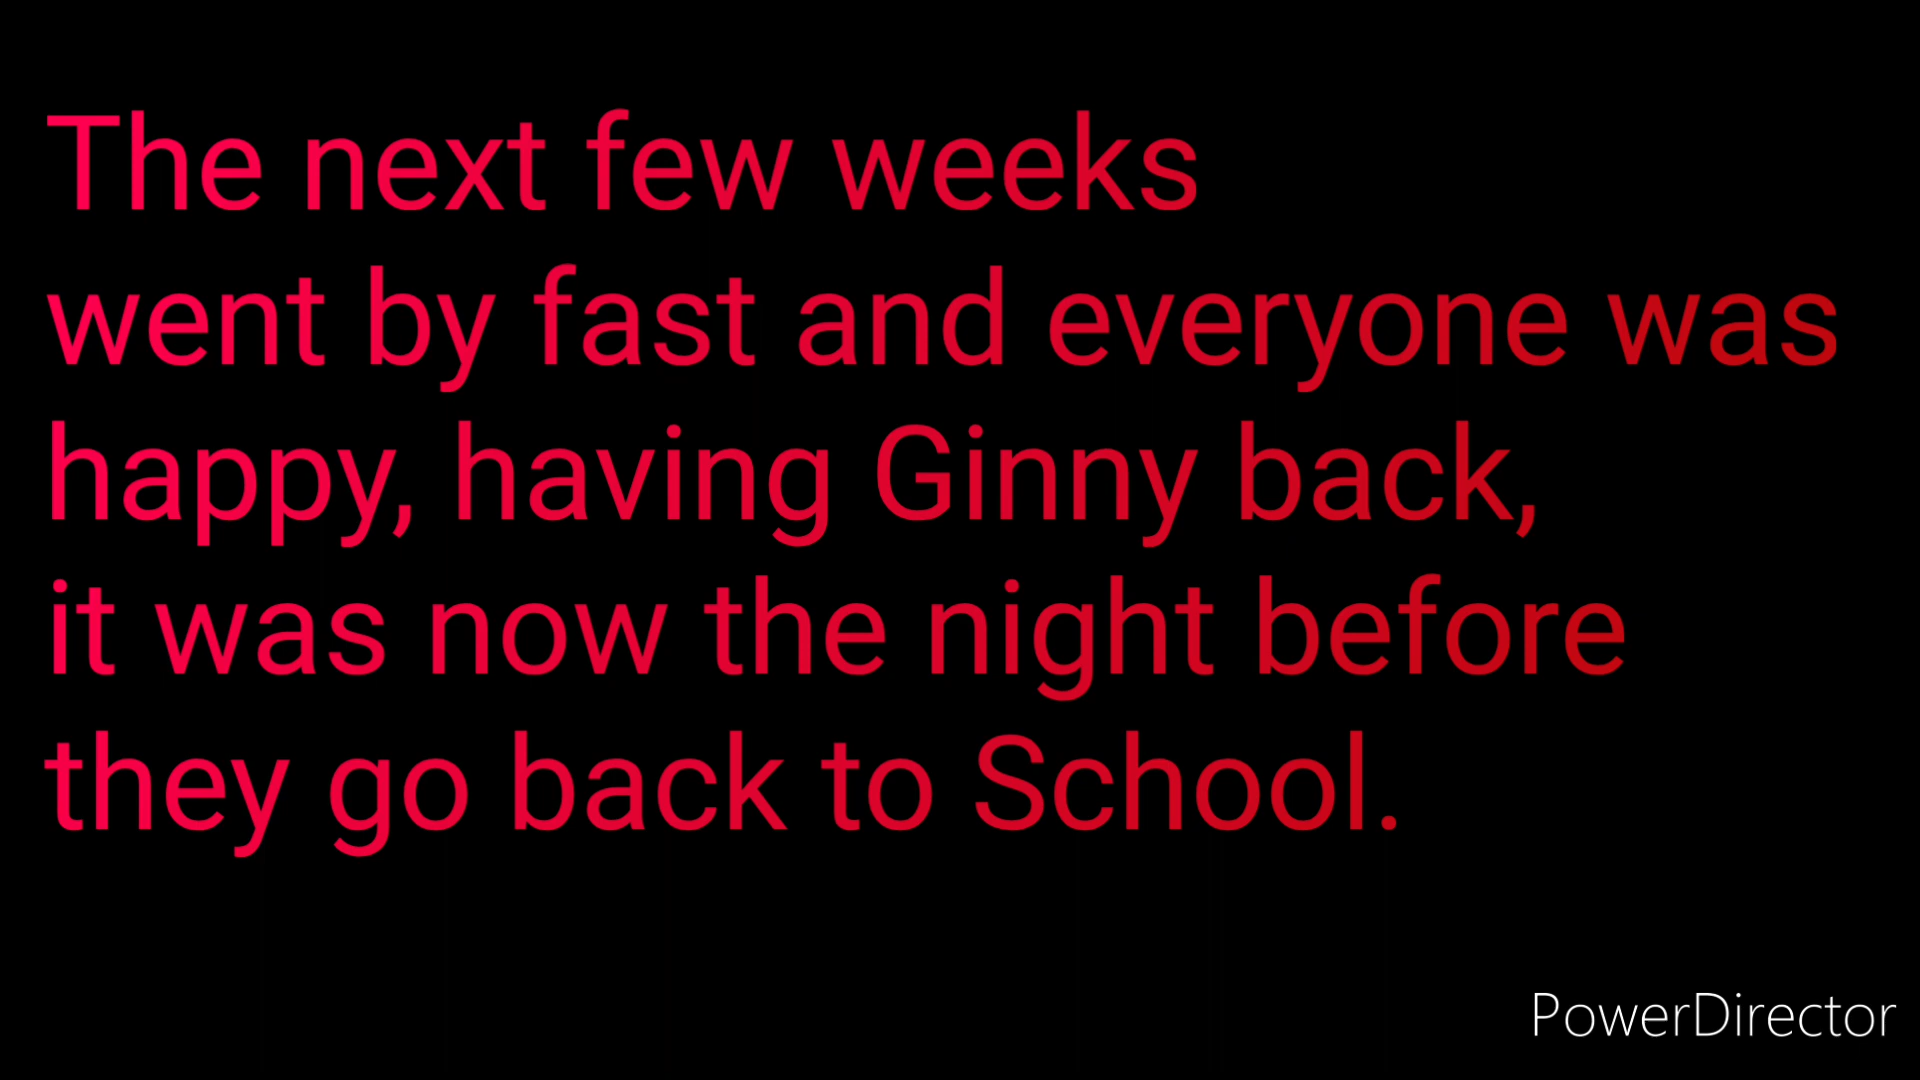 The next few weeks
went by fast and everyone was
happy, having Ginny back,
it was now the night before
they go back to School.
PowerDirector